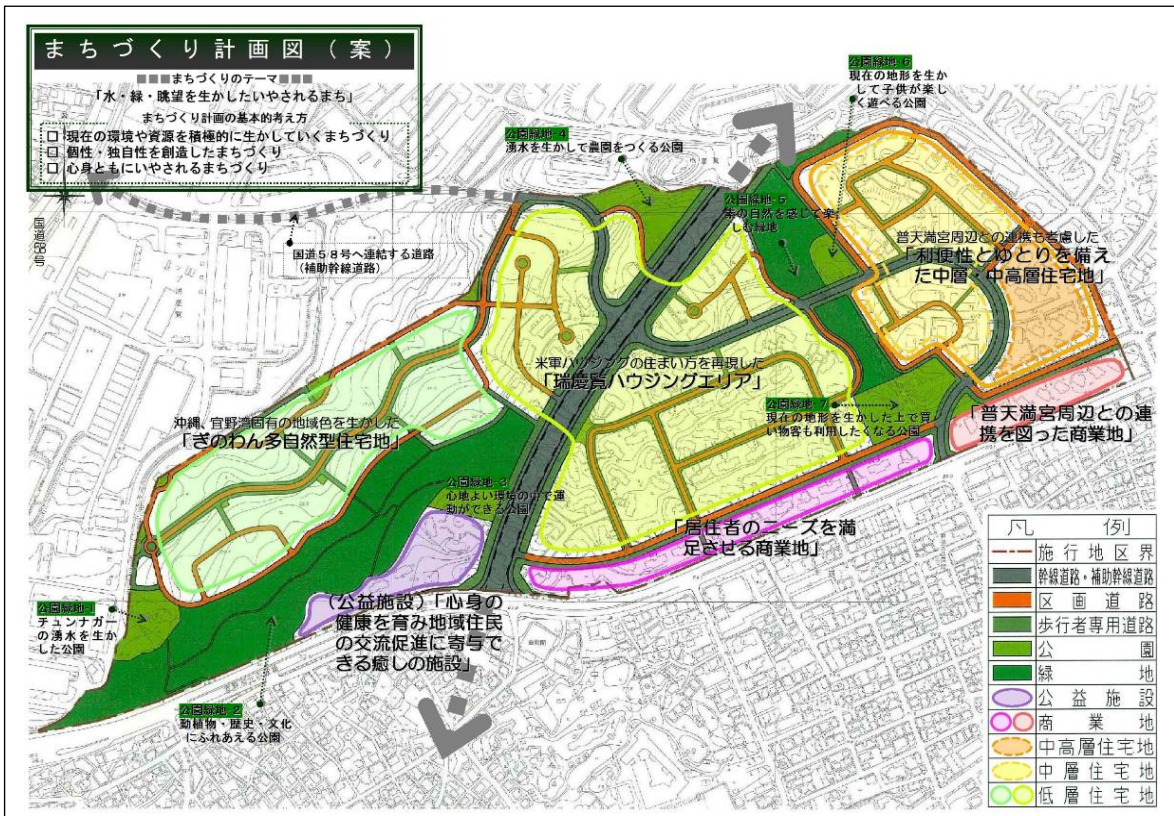 まちづくり計画図(案)
■■■まちづくりのテーマ■■■
「水・緑・眺望を生かしたいやされるまち」
まちづくり計画の基本的考え方
□ 現在の環境や資源を積極的に生かしていくまちづくり
□ 個性・独自性を創造したまちづくり
□ 心身ともにいやされるまちづくり
国道58号
国道58号へ連結する道路
(補助幹線道路)
公園緑地-4
湧水を生かして農園をつくる公園
公園緑地-6
現在の地形を生か
して子供が楽し
く遊べる公園
公園緑地-5
の自然を感じて楽
しむ緑地
普天満宮周辺との連携も考慮した
「利便性とゆとりを備え
た中層・中高層住宅地」
米軍ハウジングの住まい方を再現した
「瑞慶覧ハウジングエリア」
沖縄、宜野湾固有の地域色を生かした
「ぎのわん多自然型住宅地」
公園緑地-7
現在の地形を生かした上で買
い物客も利用したくなる公園
「普天満宮周辺との連
携を図った商業地」
公園緑地-3
心地よい環境の中で運
動ができる公園
「居住者のニーズを満
足させる商業地」
公園緑地-1
チュンナガー
の湧水を生か
した公園
(公益施設)「心身の
健康を育み地域住民
の交流促進に寄与で
きる癒しの施設」
公園緑地-2
動植物・歴史・文化
にふれあえる公園
凡例
施行地区界
幹線道路・補助幹線道路
区画道路
歩行者専用道路
公園
緑地
公益施設
商業地
中高層住宅地
中層住宅地
低層住宅地